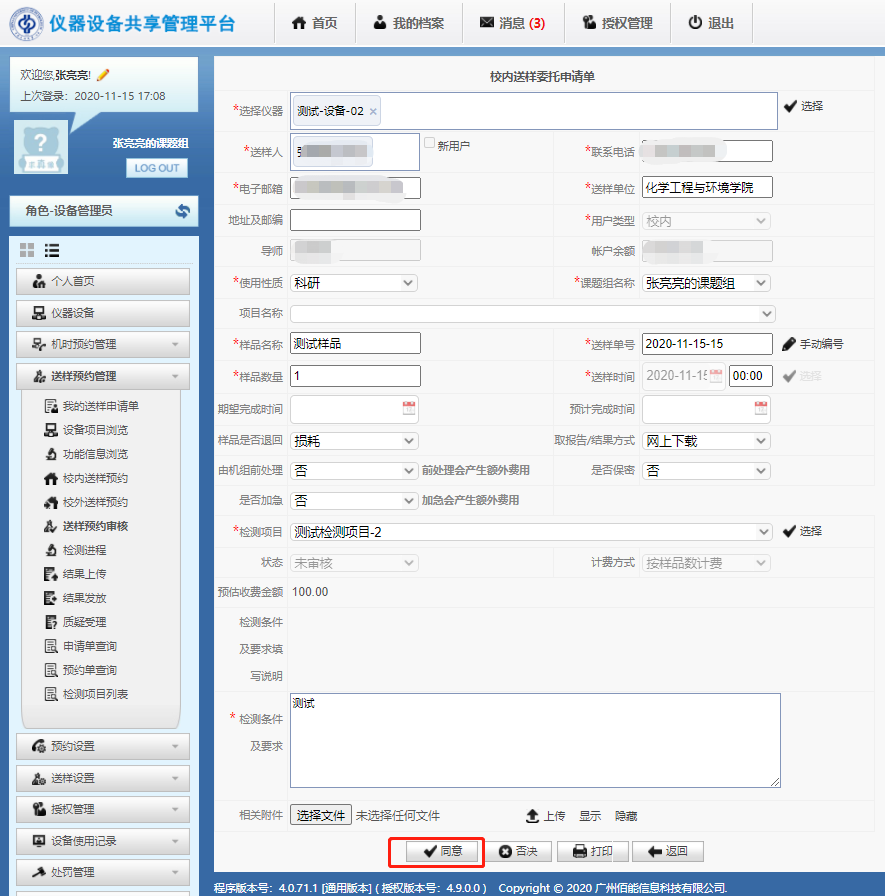 仪器设备共享管理平台
首页 我的档案 消息 (3) 授权管理 退出
欢迎您,张亮亮!
上次登录: 2020-11-15 17:08
张亮亮的课题组
LOG OUT
角色-设备管理员
个人首页
仪器设备
机时预约管理
送样预约管理
我的送样申请单
设备项目浏览
功能信息浏览
校内送样预约
校外送样预约
送样预约审核
检测进程
结果上传
结果发放
质疑受理
申请单查询
预约单查询
检测项目列表
预约设置
送样设置
授权管理
设备使用记录
处罚管理
校内送样委托申请单
*选择仪器 测试-设备-02 × 选择
*送样人 新用户 *联系电话
*电子邮箱 *送样单位 化学工程与环境学院
地址及邮编 *用户类型 校内
导师 帐户余额
*使用性质 科研 *课题组名称 张亮亮的课题组
项目名称
*样品名称 测试样品 *送样单号 2020-11-15-15 手动编号
*样品数量 1 *送样时间 2020-11-15 00:00 选择
期望完成时间 预计完成时间
样品是否退回 损耗 取报告/结果方式 网上下载
由机组前处理 否 前处理会产生额外费用 是否保密 否
是否加急 否 加急会产生额外费用
*检测项目 测试检测项目-2 选择
状态 未审核 计费方式 按样品数计费
预估收费金额 100.00
检测条件
及要求填
写说明
*检测条件
及要求
测试
相关附件 选择文件 未选择任何文件 上传 显示 隐藏
同意 否决 打印 返回
程序版本号: 4.0.71.1 [通用版本] ( 授权版本号: 4.9.0.0 ) Copyright © 2020 广州佰能信息科技有限公司.